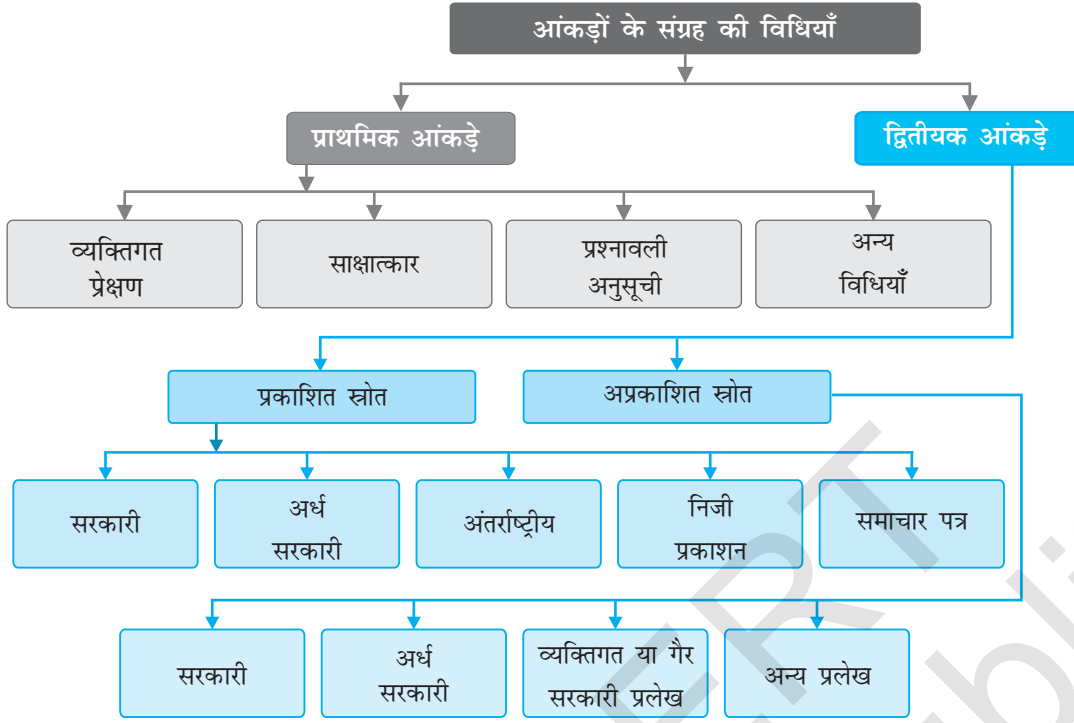 आंकड़ों के संग्रह की विधियाँ
प्राथमिक आंकड़े
द्वितीयक आंकड़े
व्यक्तिगत
प्रेक्षण
साक्षात्कार
प्रश्नावली
अनुसूची
अन्य
विधियाँ
प्रकाशित स्रोत
अप्रकाशित स्रोत
सरकारी
अर्ध
सरकारी
अंतर्राष्ट्रीय
निजी
प्रकाशन
समाचार पत्र
सरकारी
अर्ध
सरकारी
व्यक्तिगत या गैर
सरकारी प्रलेख
अन्य प्रलेख